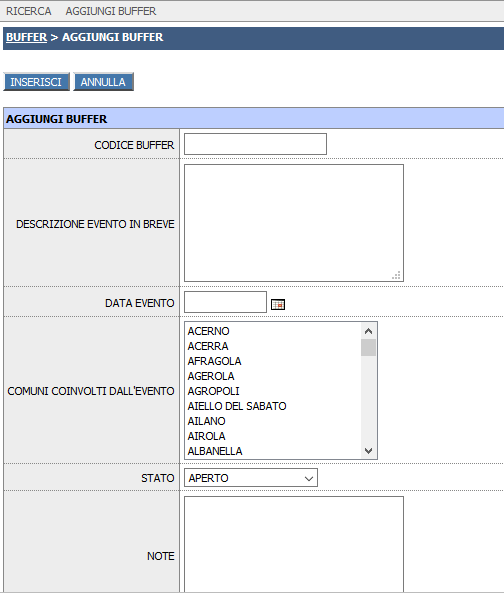 RICERCA AGGIUNGI BUFFER
BUFFER > AGGIUNGI BUFFER
INSERISCI ANNULLA
AGGIUNGI BUFFER
CODICE BUFFER
DESCRIZIONE EVENTO IN BREVE
DATA EVENTO
COMUNI COINVOLTI DALL'EVENTO
ACERNO
ACERRA
AFRAGOLA
AGEROLA
AGROPOLI
AIELLO DEL SABATO
AILANO
AIROLA
ALBANELLA
STATO APERTO
NOTE